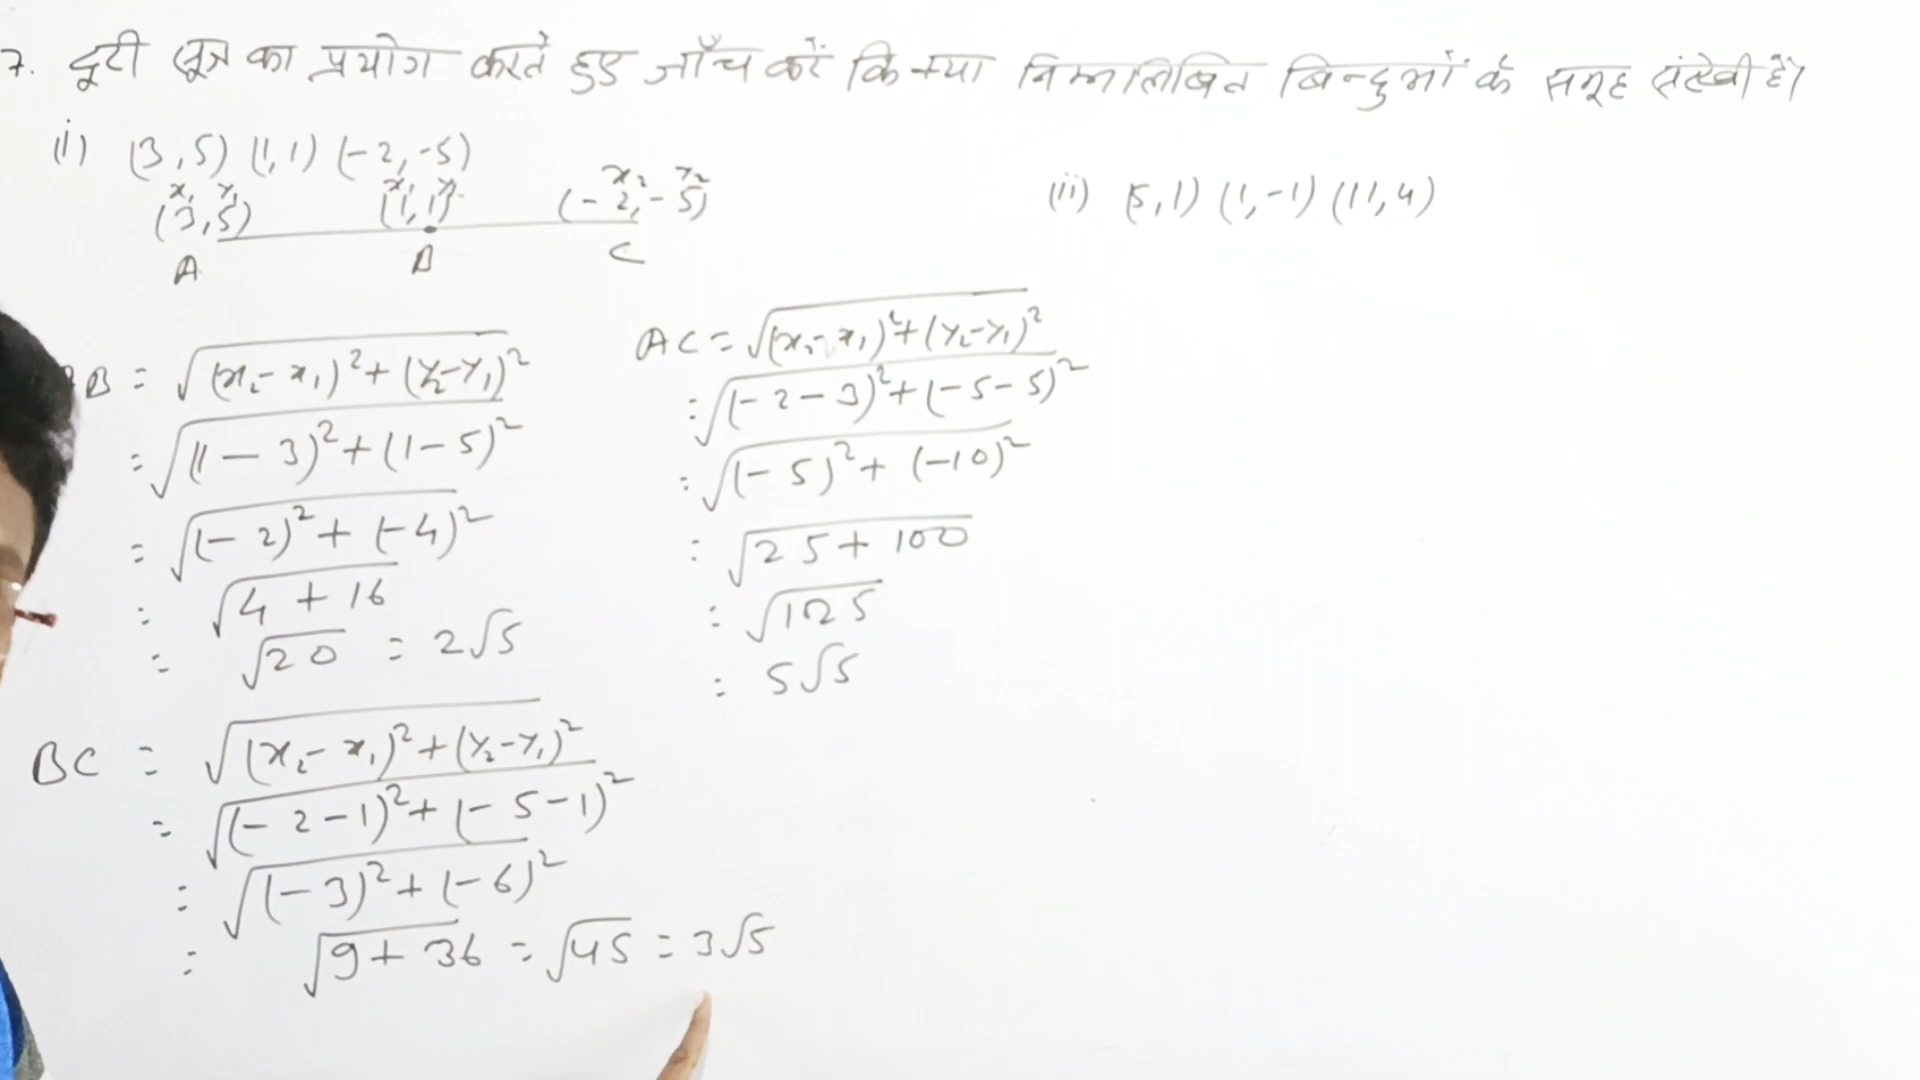 7. दूरी सूत्र का प्रयोग करते हुए जाँच करें कि क्या निम्नलिखित बिन्दुओं के समूह संरेखी हैं।
(i) (3,5) (1,1) (-2,-5)
x₁ y₁ x₁ y₁ x₂ y₂
(3,5) (1,1) (-2,-5)
A B C
(ii) (5,1) (1,-1) (11,4)
B = √(x₂-x₁)²+(y₂-y₁)²
= √(1-3)²+(1-5)²
= √(-2)²+(-4)²
= √4+16
= √20 = 2√5
BC = √(x₂-x₁)²+(y₂-y₁)²
= √(-2-1)²+(-5-1)²
= √(-3)²+(-6)²
= √9+36 = √45 = 3√5
AC = √(x₂-x₁)²+(y₂-y₁)²
= √(-2-3)²+(-5-5)²
= √(-5)²+(-10)²
= √25+100
= √125
= 5√5